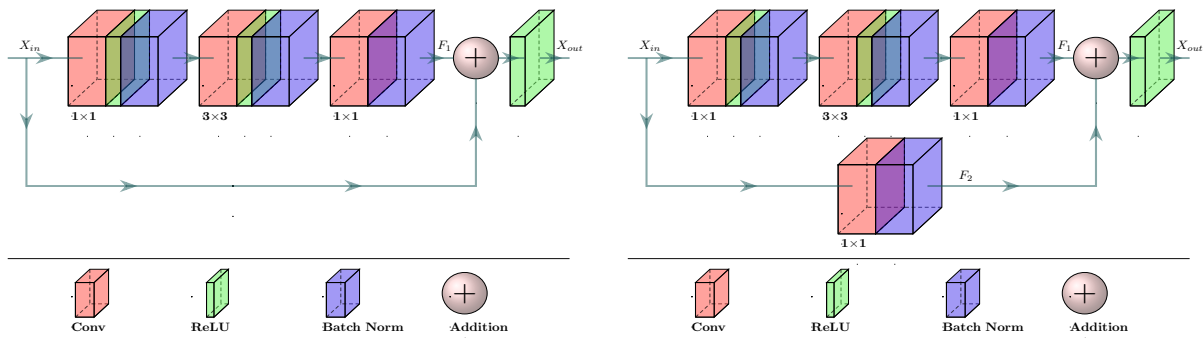 X_in F_1 X_out X_in F_1 X_out
1×1 3×3 1×1 1×1 3×3 1×1
F_2
1×1
Conv ReLU Batch Norm Addition Conv ReLU Batch Norm Addition